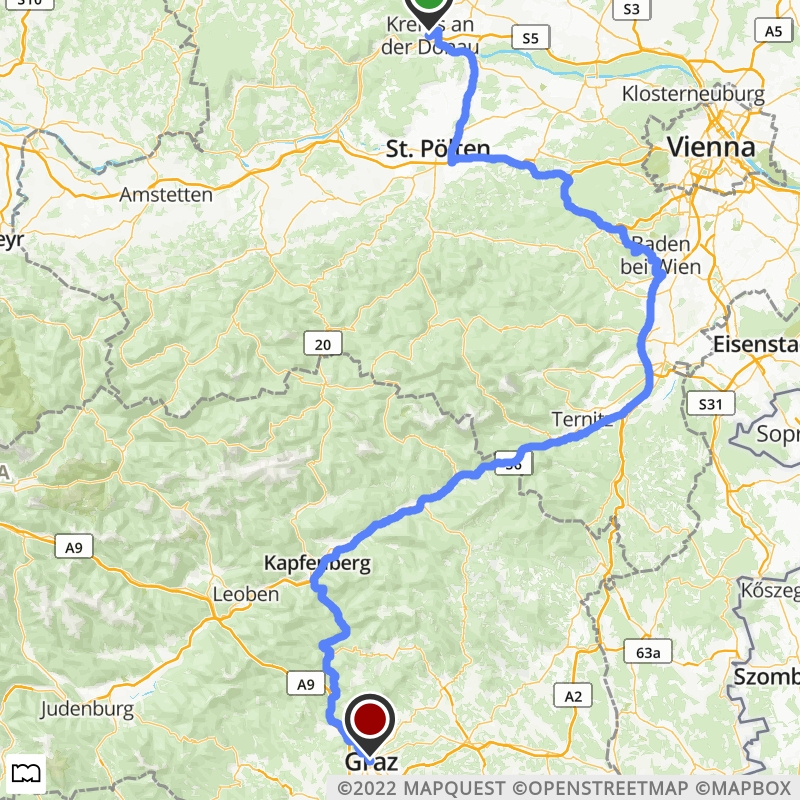 S10
S3
A5
Krems an
der Donau
S5
Klosterneuburg
St. Pölten
Vienna
Amstetten
eyr
Baden
bei Wien
20
Eisensta
S31
Ternitz
Sopr
S6
A
A9
Kapfenberg
Leoben
Kőszeg
63a
Szomb
A9
A2
Judenburg
Graz
©2022 MAPQUEST ©OPENSTREETMAP ©MAPBOX